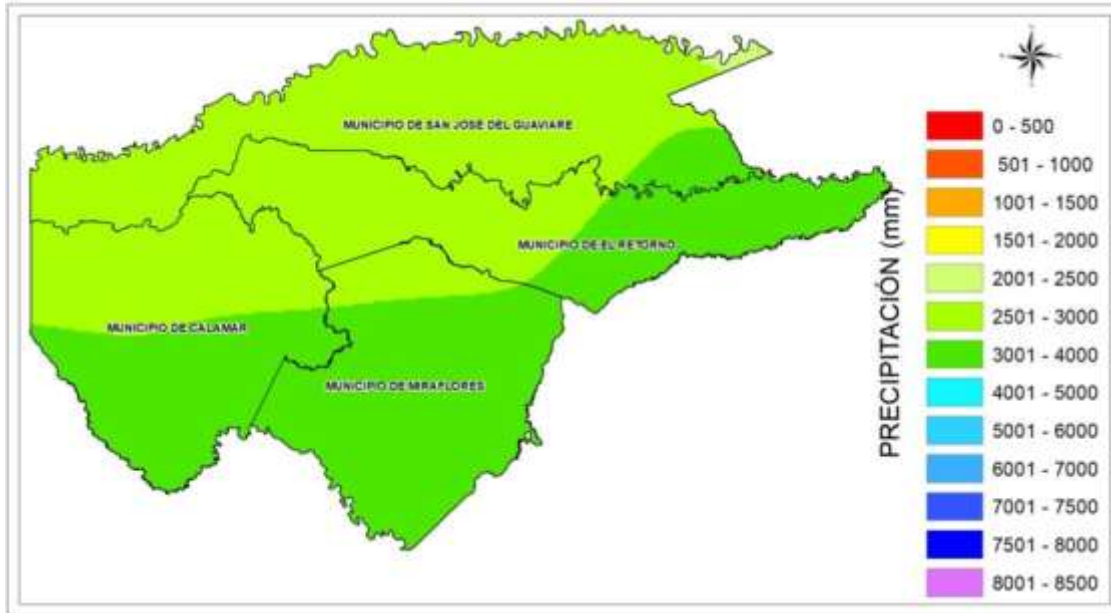 MUNICIPIO DE SAN JOSE DEL GUAVIARE
MUNICIPIO DE EL RETORNO
MUNICIPIO DE CALAMAR
MUNICIPIO DE MIRAFLORES
PRECIPITACIÓN (mm)
0 - 500
501 - 1000
1001 - 1500
1501 - 2000
2001 - 2500
2501 - 3000
3001 - 4000
4001 - 5000
5001 - 6000
6001 - 7000
7001 - 7500
7501 - 8000
8001 - 8500